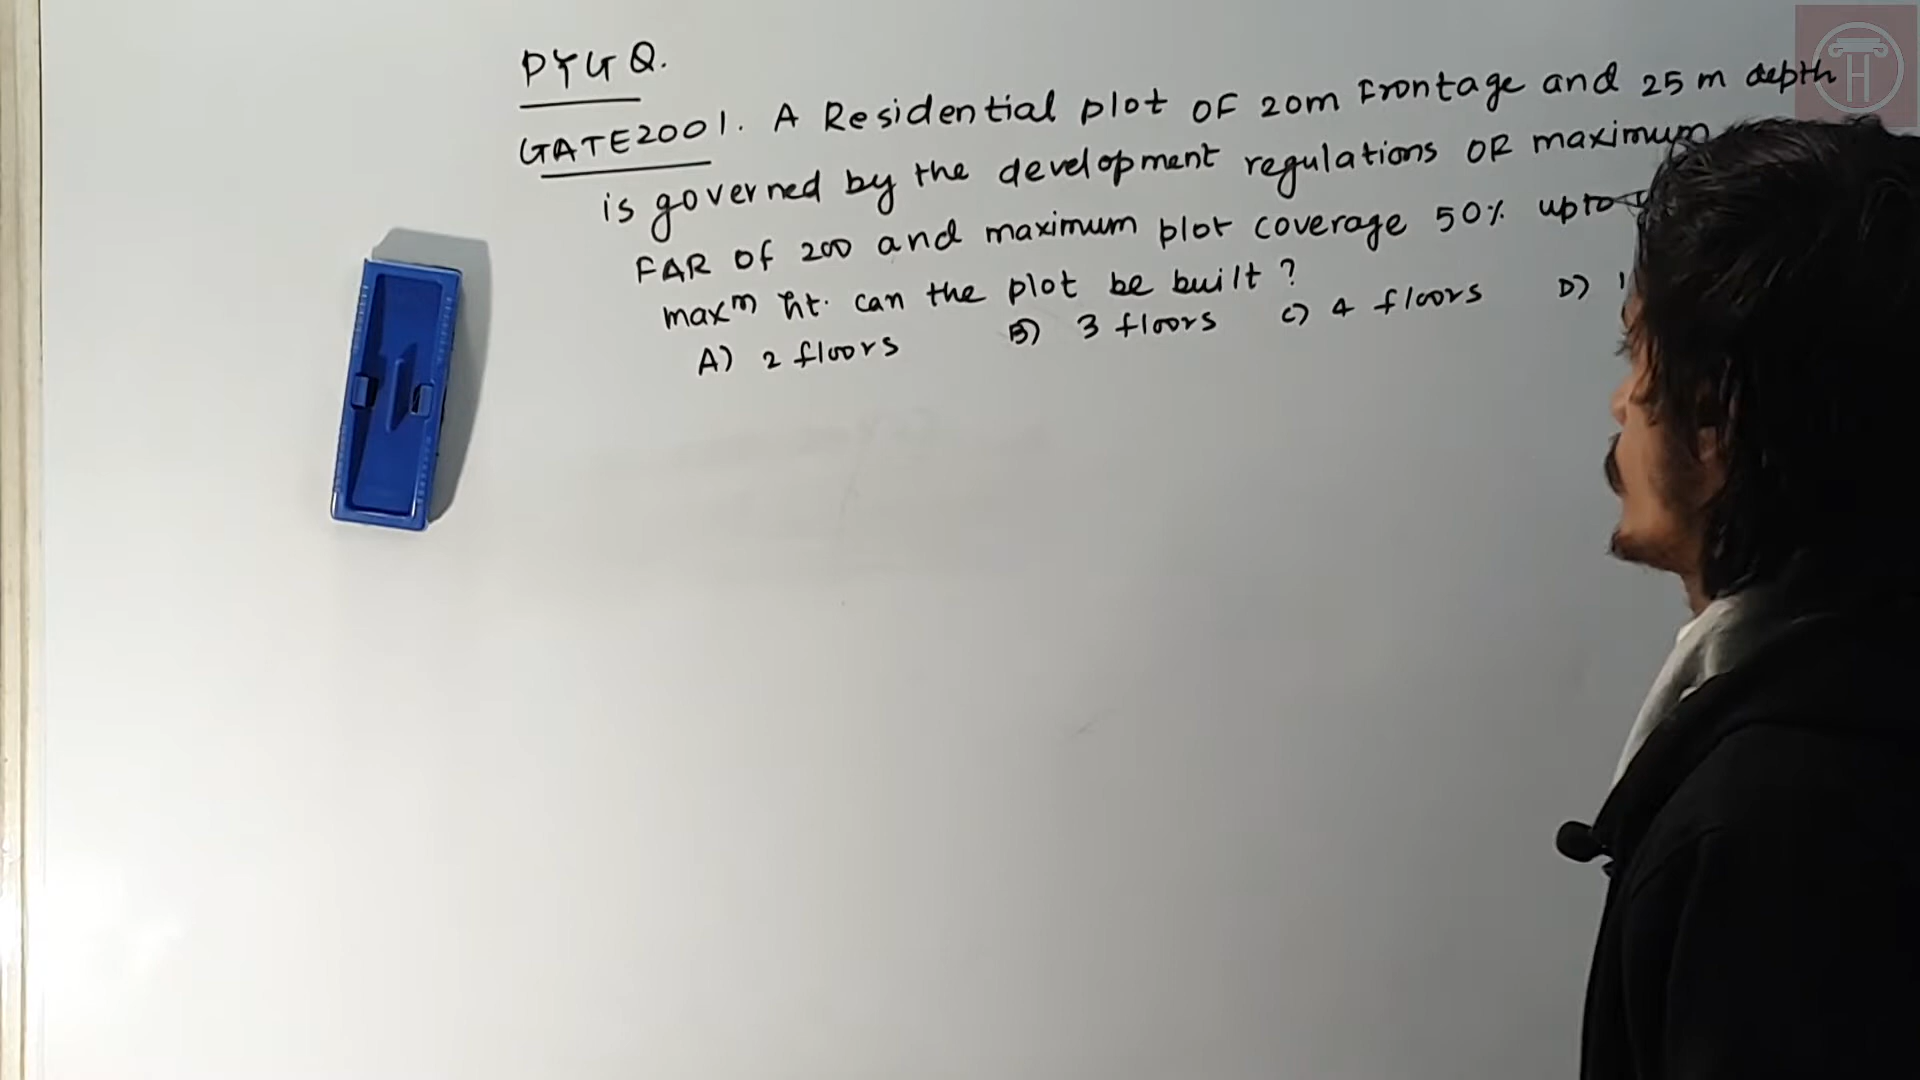 PYGQ.
GATE2001. A Residential plot OF 20m Frontage and 25 m depth
is governed by the development regulations OR maximum
FAR of 200 and maximum plot coverage 50% upto
maxᵐ ht. can the plot be built ?
A) 2 floors B) 3 floors C) 4 floors D)
H